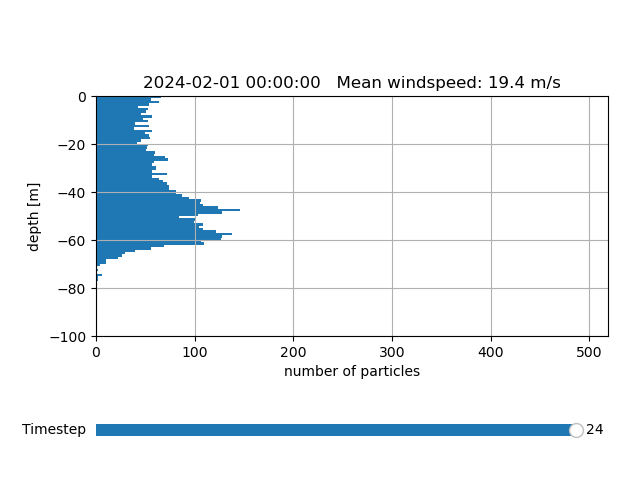 2024-02-01 00:00:00   Mean windspeed: 19.4 m/s
0
−20
−40
−60
−80
−100
depth [m]
0 100 200 300 400 500
number of particles
Timestep 24